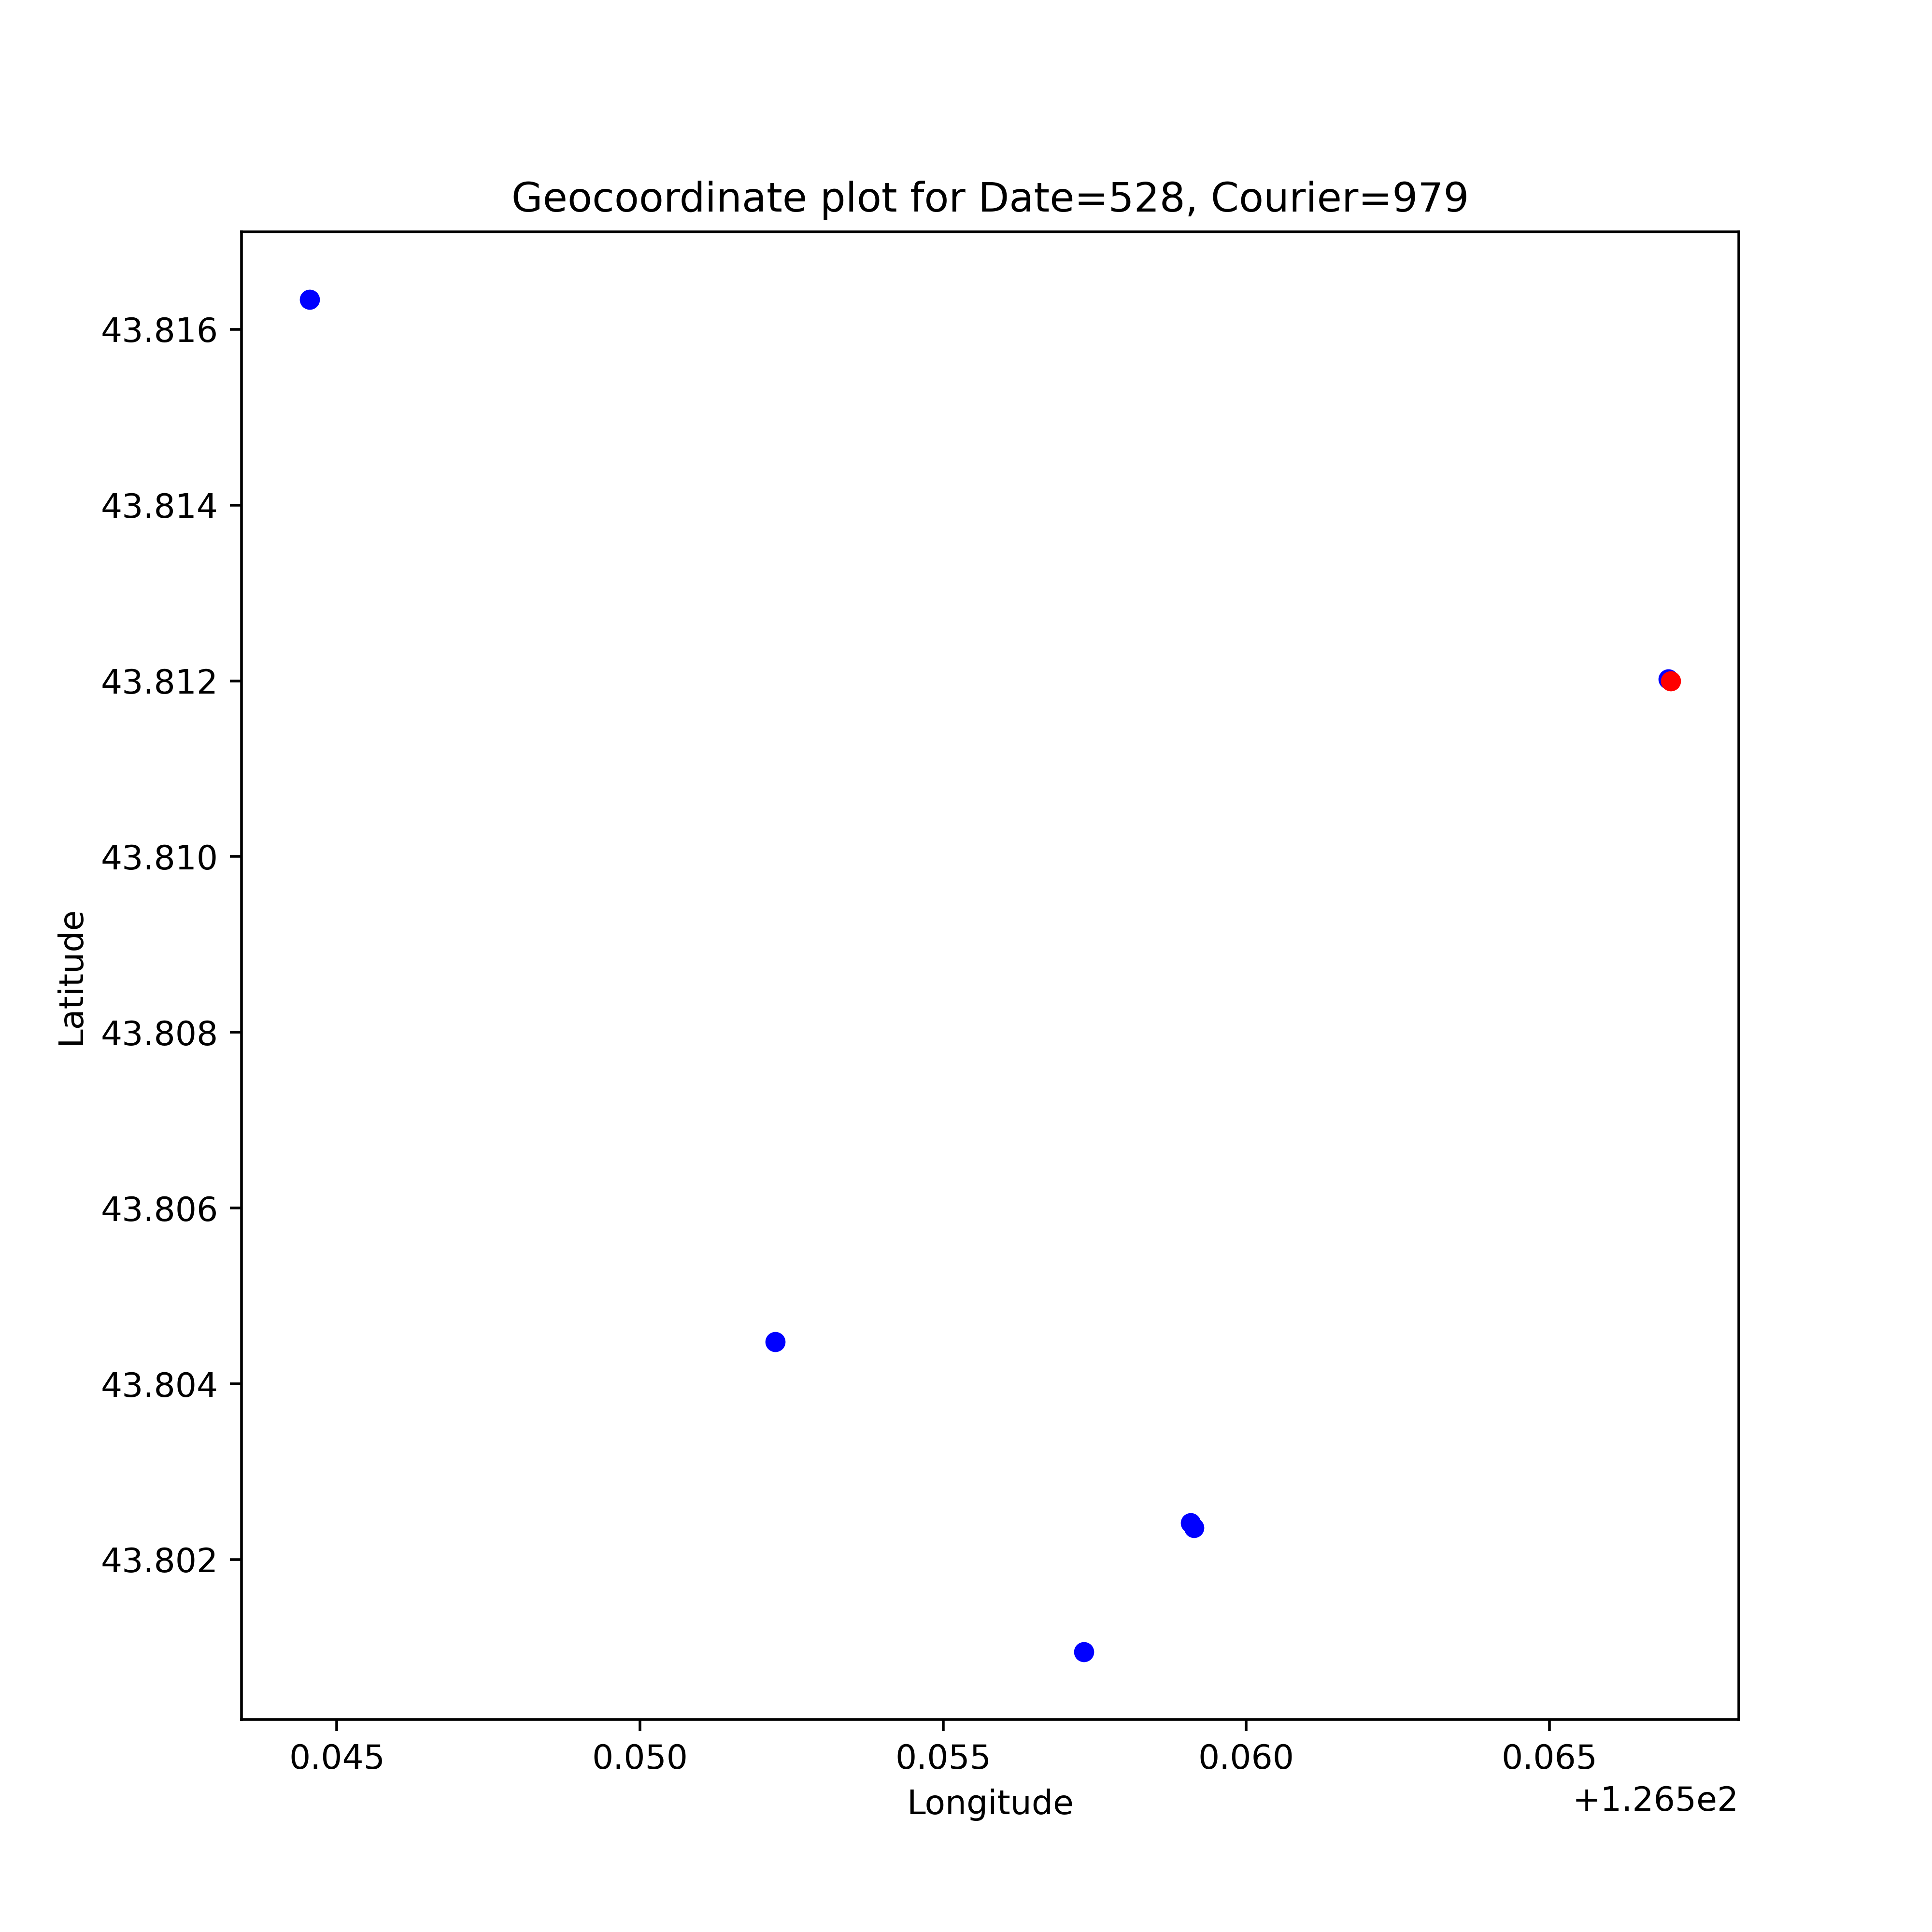 Geocoordinate plot for Date=528, Courier=979
43.816
43.814
43.812
43.810
43.808
43.806
43.804
43.802
Latitude
0.045 0.050 0.055 0.060 0.065
Longitude
+1.265e2